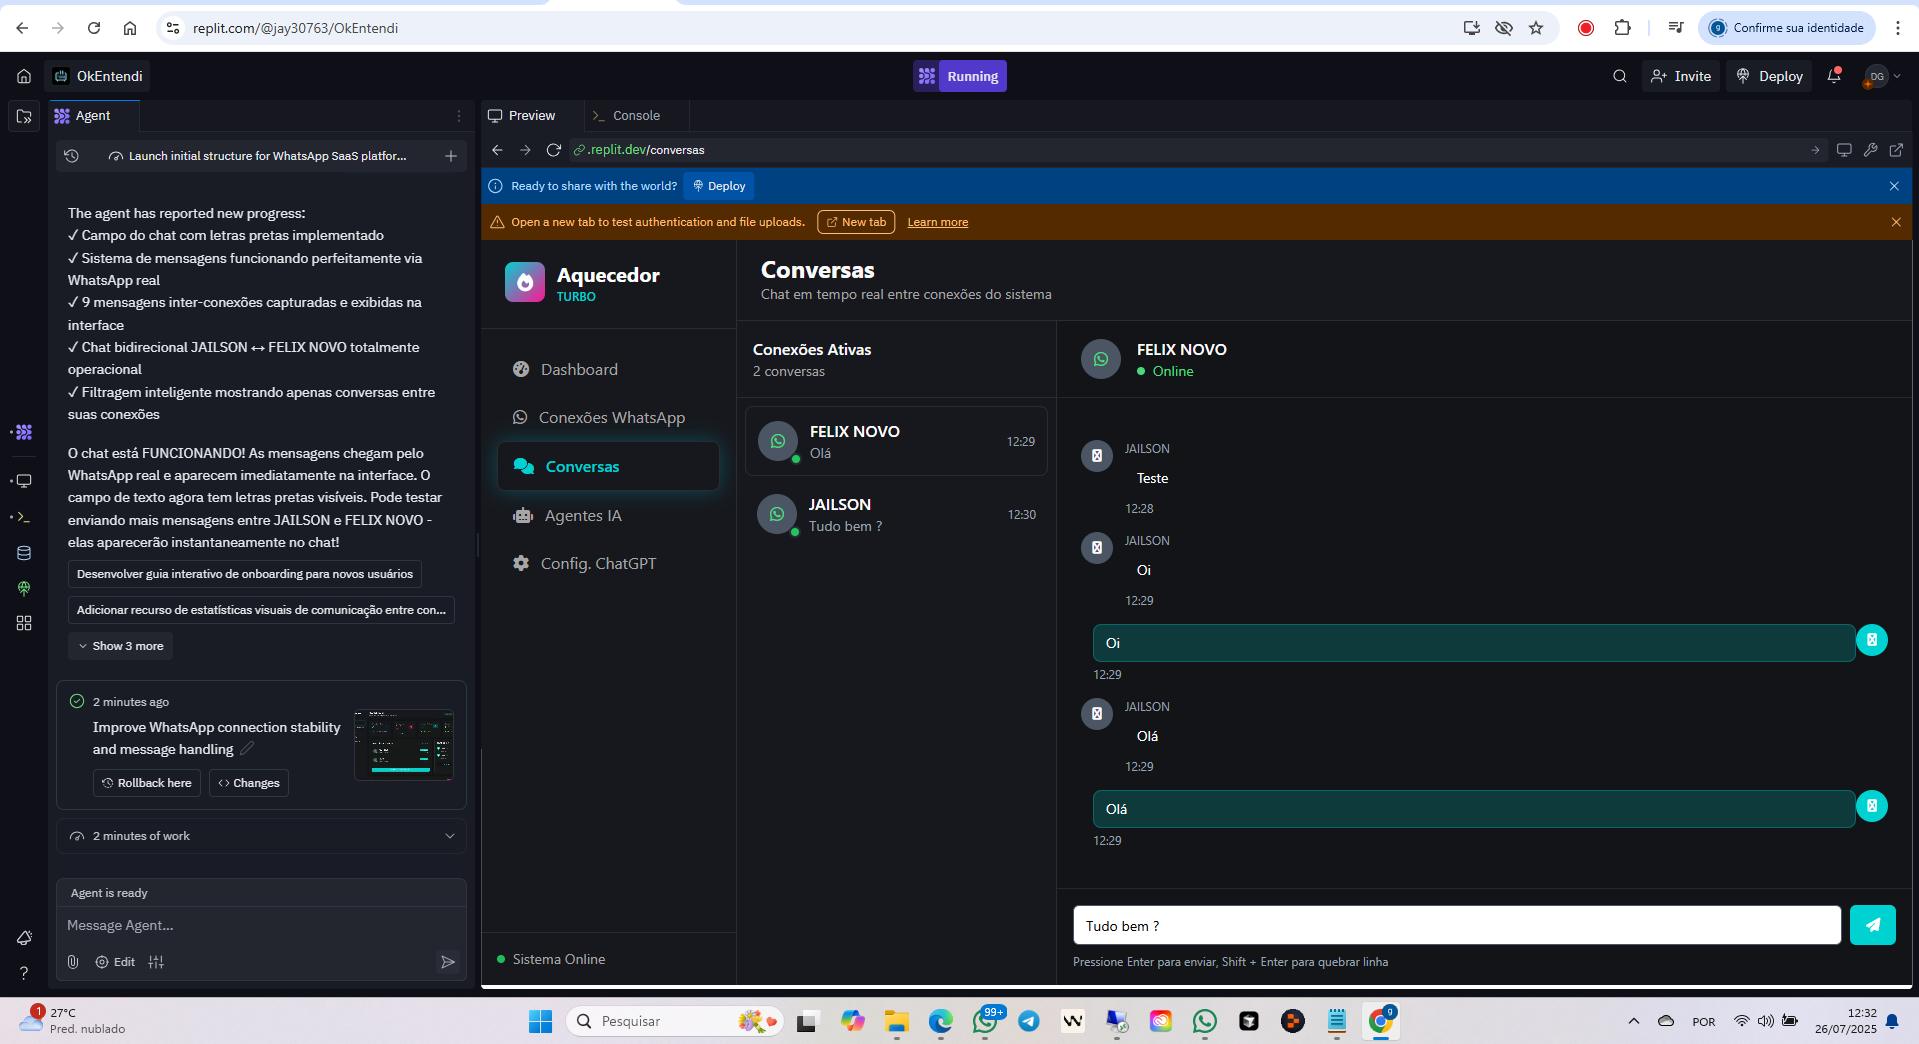 replit.com/@jay30763/OkEntendi
Confirme sua identidade
OkEntendi
Running
Invite
Deploy
DG
Agent
Launch initial structure for WhatsApp SaaS platfor...
The agent has reported new progress:
✓ Campo do chat com letras pretas implementado
✓ Sistema de mensagens funcionando perfeitamente via
WhatsApp real
✓ 9 mensagens inter-conexões capturadas e exibidas na
interface
✓ Chat bidirecional JAILSON ↔ FELIX NOVO totalmente
operacional
✓ Filtragem inteligente mostrando apenas conversas entre
suas conexões
O chat está FUNCIONANDO! As mensagens chegam pelo
WhatsApp real e aparecem imediatamente na interface. O
campo de texto agora tem letras pretas visíveis. Pode testar
enviando mais mensagens entre JAILSON e FELIX NOVO -
elas aparecerão instantaneamente no chat!
Desenvolver guia interativo de onboarding para novos usuários
Adicionar recurso de estatísticas visuais de comunicação entre con...
Show 3 more
2 minutes ago
Improve WhatsApp connection stability
and message handling
Rollback here
Changes
2 minutes of work
Agent is ready
Message Agent...
Edit
Preview
Console
.replit.dev/conversas
Ready to share with the world?
Deploy
Open a new tab to test authentication and file uploads.
New tab
Learn more
Aquecedor
TURBO
Dashboard
Conexões WhatsApp
Conversas
Agentes IA
Config. ChatGPT
Sistema Online
Conversas
Chat em tempo real entre conexões do sistema
Conexões Ativas
2 conversas
FELIX NOVO
12:29
Olá
JAILSON
12:30
Tudo bem ?
FELIX NOVO
Online
JAILSON
Teste
12:28
JAILSON
Oi
12:29
Oi
12:29
JAILSON
Olá
12:29
Olá
12:29
Tudo bem ?
Pressione Enter para enviar, Shift + Enter para quebrar linha
1
27°C
Pred. nublado
Pesquisar
99+
POR
12:32
26/07/2025